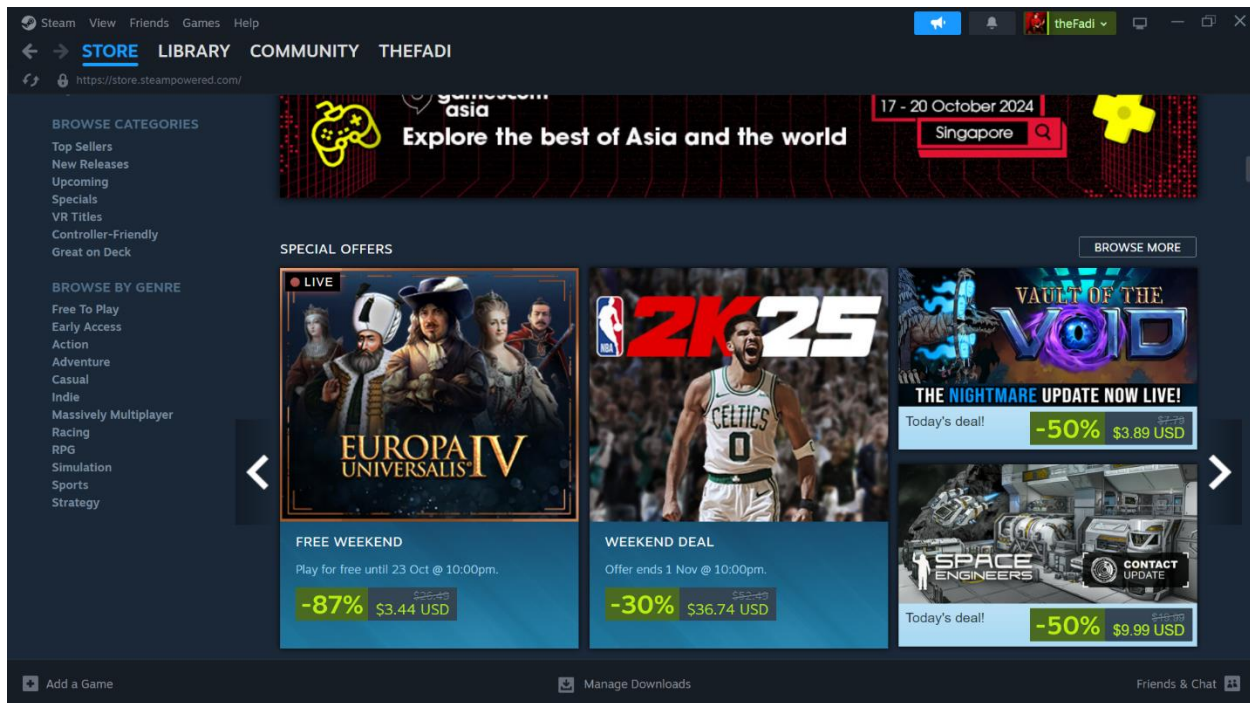 Steam View Friends Games Help
theFadi
STORE LIBRARY COMMUNITY THEFADI
https://store.steampowered.com/
gamescom
asia
Explore the best of Asia and the world
17 - 20 October 2024
Singapore
BROWSE CATEGORIES
Top Sellers
New Releases
Upcoming
Specials
VR Titles
Controller-Friendly
Great on Deck
BROWSE BY GENRE
Free To Play
Early Access
Action
Adventure
Casual
Indie
Massively Multiplayer
Racing
RPG
Simulation
Sports
Strategy
SPECIAL OFFERS
BROWSE MORE
LIVE
EUROPA
UNIVERSALIS IV
FREE WEEKEND
Play for free until 23 Oct @ 10:00pm.
-87% $26.49
$3.44 USD
NBA 2K25
CELTICS
0
WEEKEND DEAL
Offer ends 1 Nov @ 10:00pm.
-30% $52.49
$36.74 USD
VAULT OF THE
VOID
THE NIGHTMARE UPDATE NOW LIVE!
Today's deal!
-50% $7.79
$3.89 USD
SPACE
ENGINEERS
CONTACT
UPDATE
Today's deal!
-50% $19.99
$9.99 USD
Add a Game
Manage Downloads
Friends & Chat